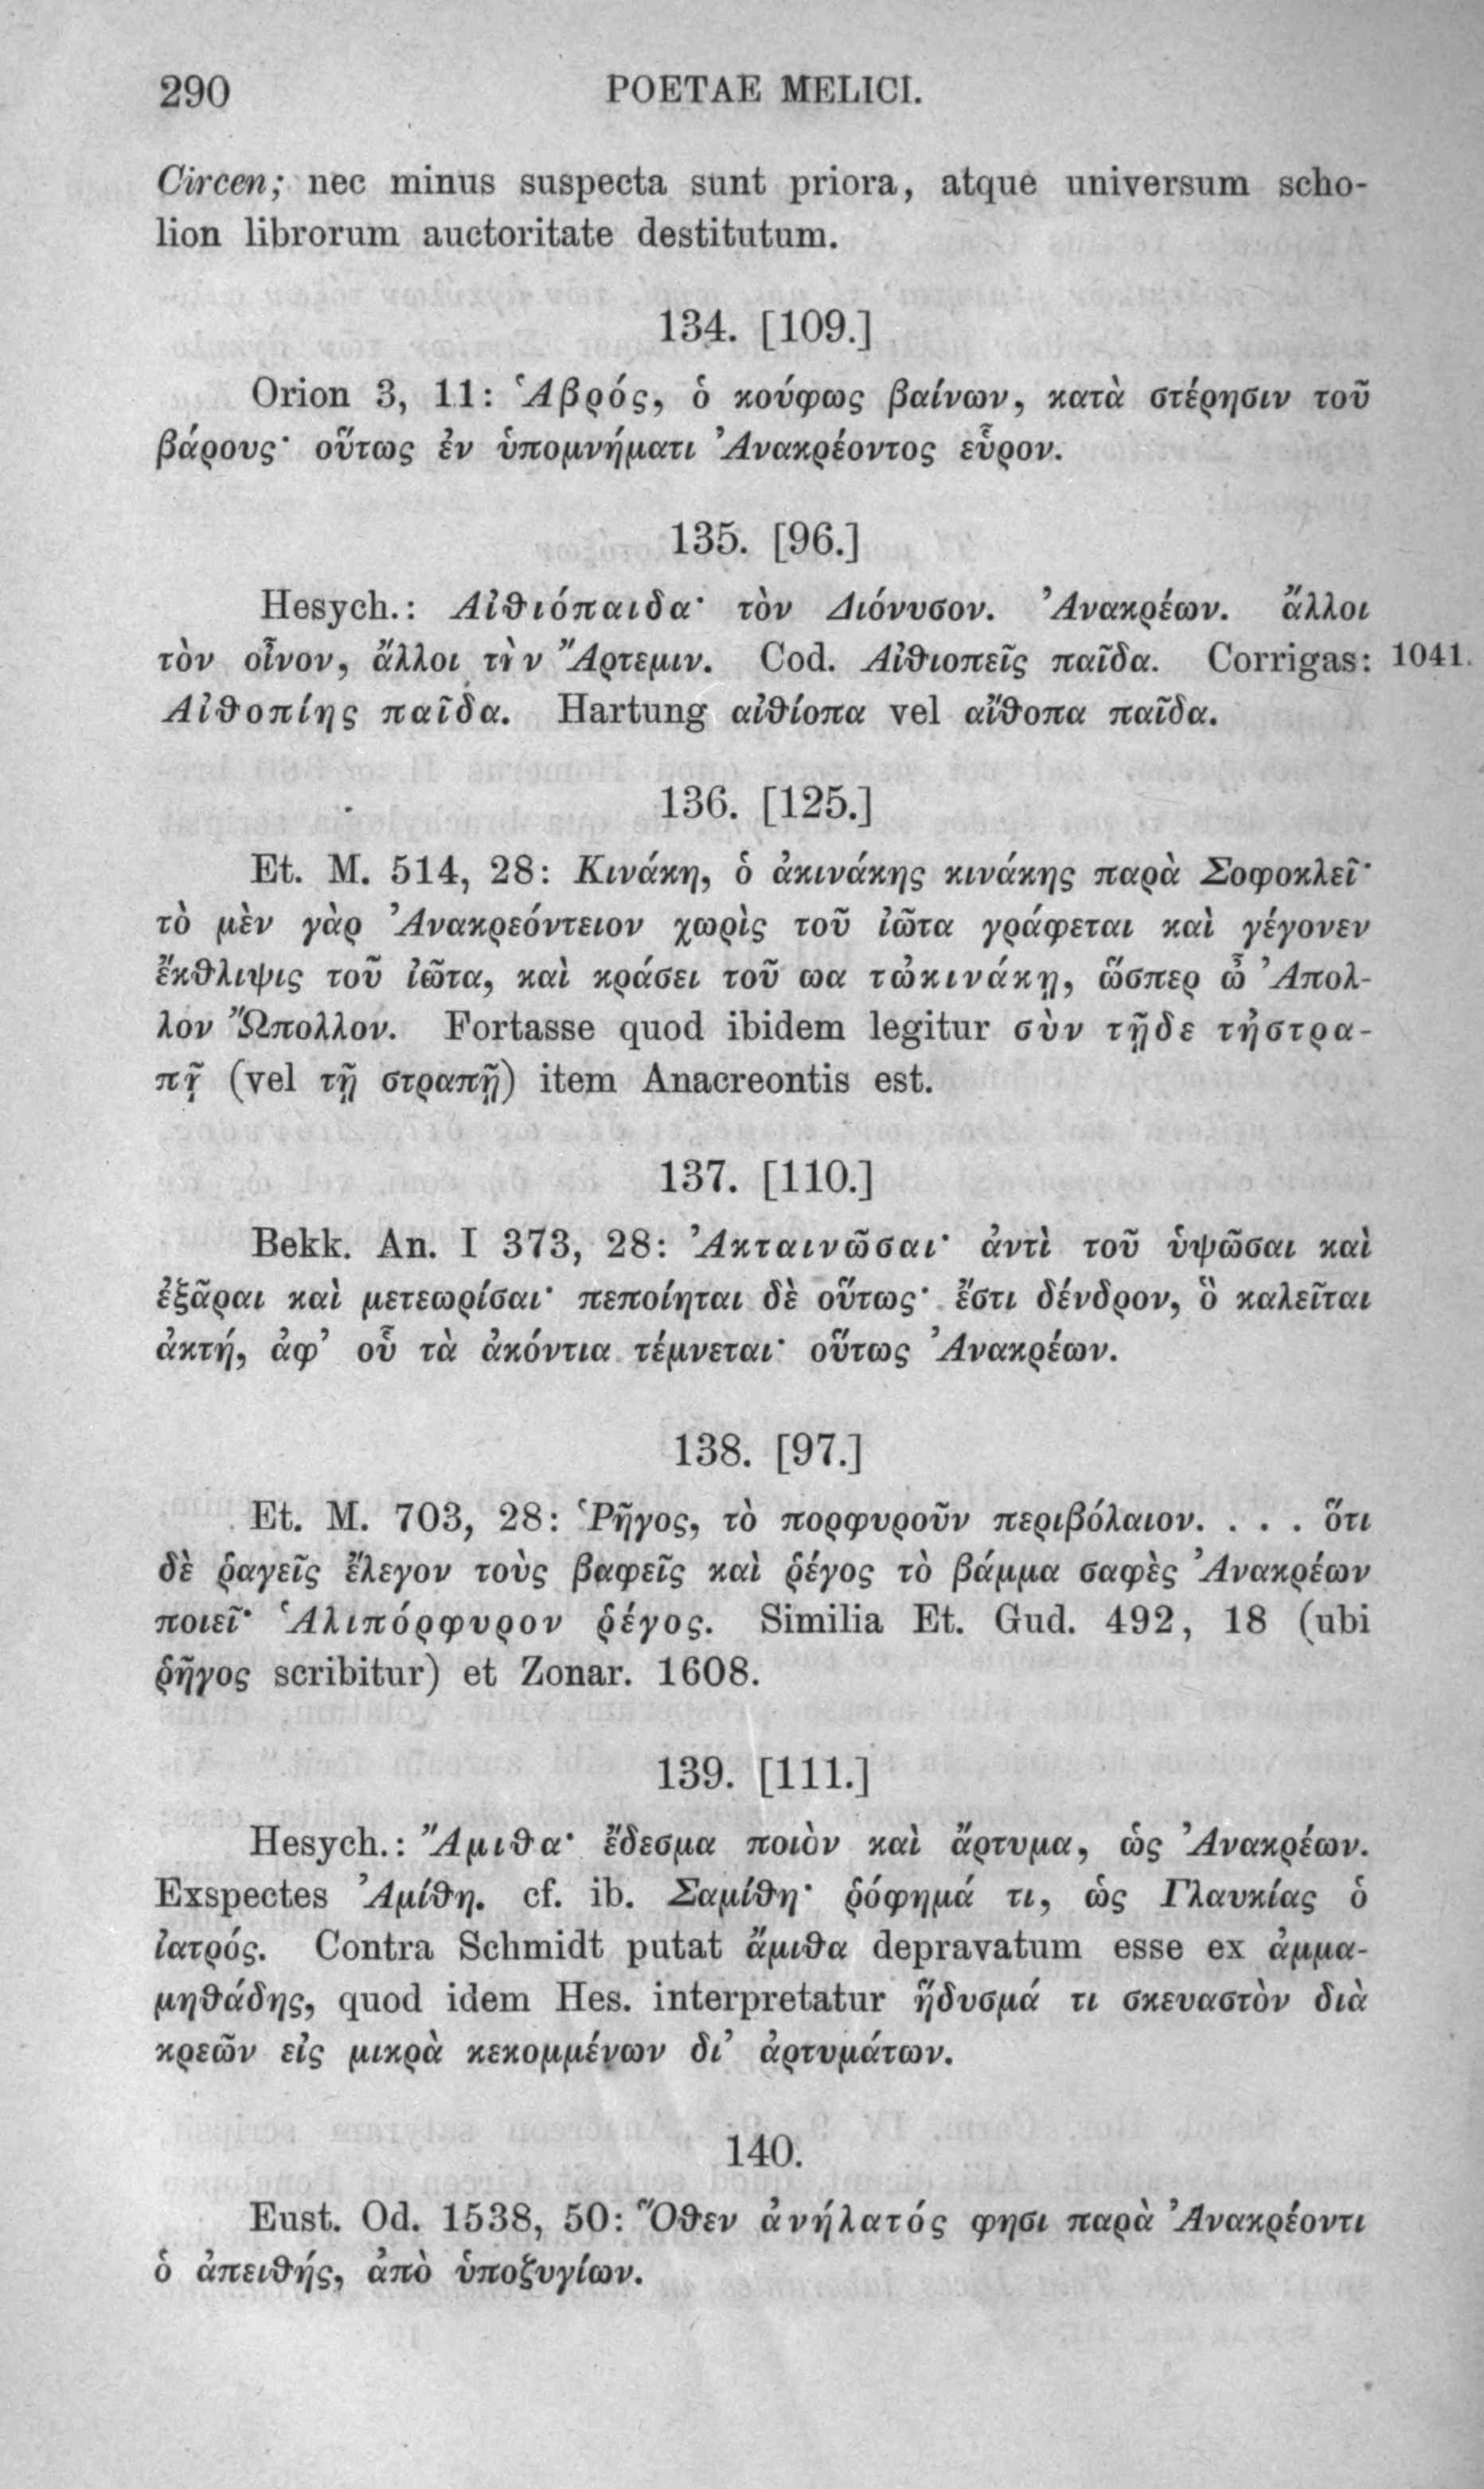 290 POETAE MELICI.
Circen; nec minus suspecta sunt priora, atque universum scho-
lion librorum auctoritate destitutum.
134. [109.]
Orion 3, 11: Ἁβρός, ὁ κούφως βαίνων, κατὰ στέρησιν τοῦ
βάρους· οὕτως ἐν ὑπομνήματι Ἀνακρέοντος εὗρον.
135. [96.]
Hesych.: Αἰθιόπαιδα· τὸν Διόνυσον. Ἀνακρέων. ἄλλοι
τὸν οἶνον, ἄλλοι τὴν Ἄρτεμιν. Cod. Αἰθιοπεῖς παῖδα. Corrigas: 1041.
Αἰθοπίης παῖδα. Hartung αἰθίοπα vel αἴθοπα παῖδα.
136. [125.]
Et. M. 514, 28: Κινάκη, ὁ ἀκινάκης κινάκης παρὰ Σοφοκλεῖ·
τὸ μὲν γὰρ Ἀνακρεόντειον χωρὶς τοῦ ἰῶτα γράφεται καὶ γέγονεν
ἔκθλιψις τοῦ ἰῶτα, καὶ κράσει τοῦ ωα τὠκινάκῃ, ὥσπερ ὦ Ἀπολ-
λον Ὤπολλον. Fortasse quod ibidem legitur σὺν τῇδε τἠστρα-
πῇ (vel τῇ στραπῇ) item Anacreontis est.
137. [110.]
Bekk. An. I 373, 28: Ἀκταινῶσαι· ἀντὶ τοῦ ὑψῶσαι καὶ
ἐξᾶραι καὶ μετεωρίσαι· πεποίηται δὲ οὕτως· ἔστι δένδρον, ὃ καλεῖται
ἀκτή, ἀφ’ οὗ τὰ ἀκόντια τέμνεται· οὕτως Ἀνακρέων.
138. [97.]
Et. M. 703, 28: Ῥῆγος, τὸ πορφυροῦν περιβόλαιον. . . . ὅτι
δὲ ῥαγεῖς ἔλεγον τοὺς βαφεῖς καὶ ῥέγος τὸ βάμμα σαφὲς Ἀνακρέων
ποιεῖ· Ἁλιπόρφυρον ῥέγος. Similia Et. Gud. 492, 18 (ubi
ῥῆγος scribitur) et Zonar. 1608.
139. [111.]
Hesych.: Ἄμιθα· ἔδεσμα ποιὸν καὶ ἄρτυμα, ὡς Ἀνακρέων.
Exspectes Ἀμίθη. cf. ib. Σαμίθη· ῥόφημά τι, ὡς Γλαυκίας ὁ
ἰατρός. Contra Schmidt putat ἄμιθα depravatum esse ex ἀμμα-
μηθάδης, quod idem Hes. interpretatur ἥδυσμά τι σκευαστὸν διὰ
κρεῶν εἰς μικρὰ κεκομμένων δι’ ἀρτυμάτων.
140.
Eust. Od. 1538, 50: Ὅθεν ἀνήλατός φησι παρὰ Ἀνακρέοντι
ὁ ἀπειθής, ἀπὸ ὑποζυγίων.